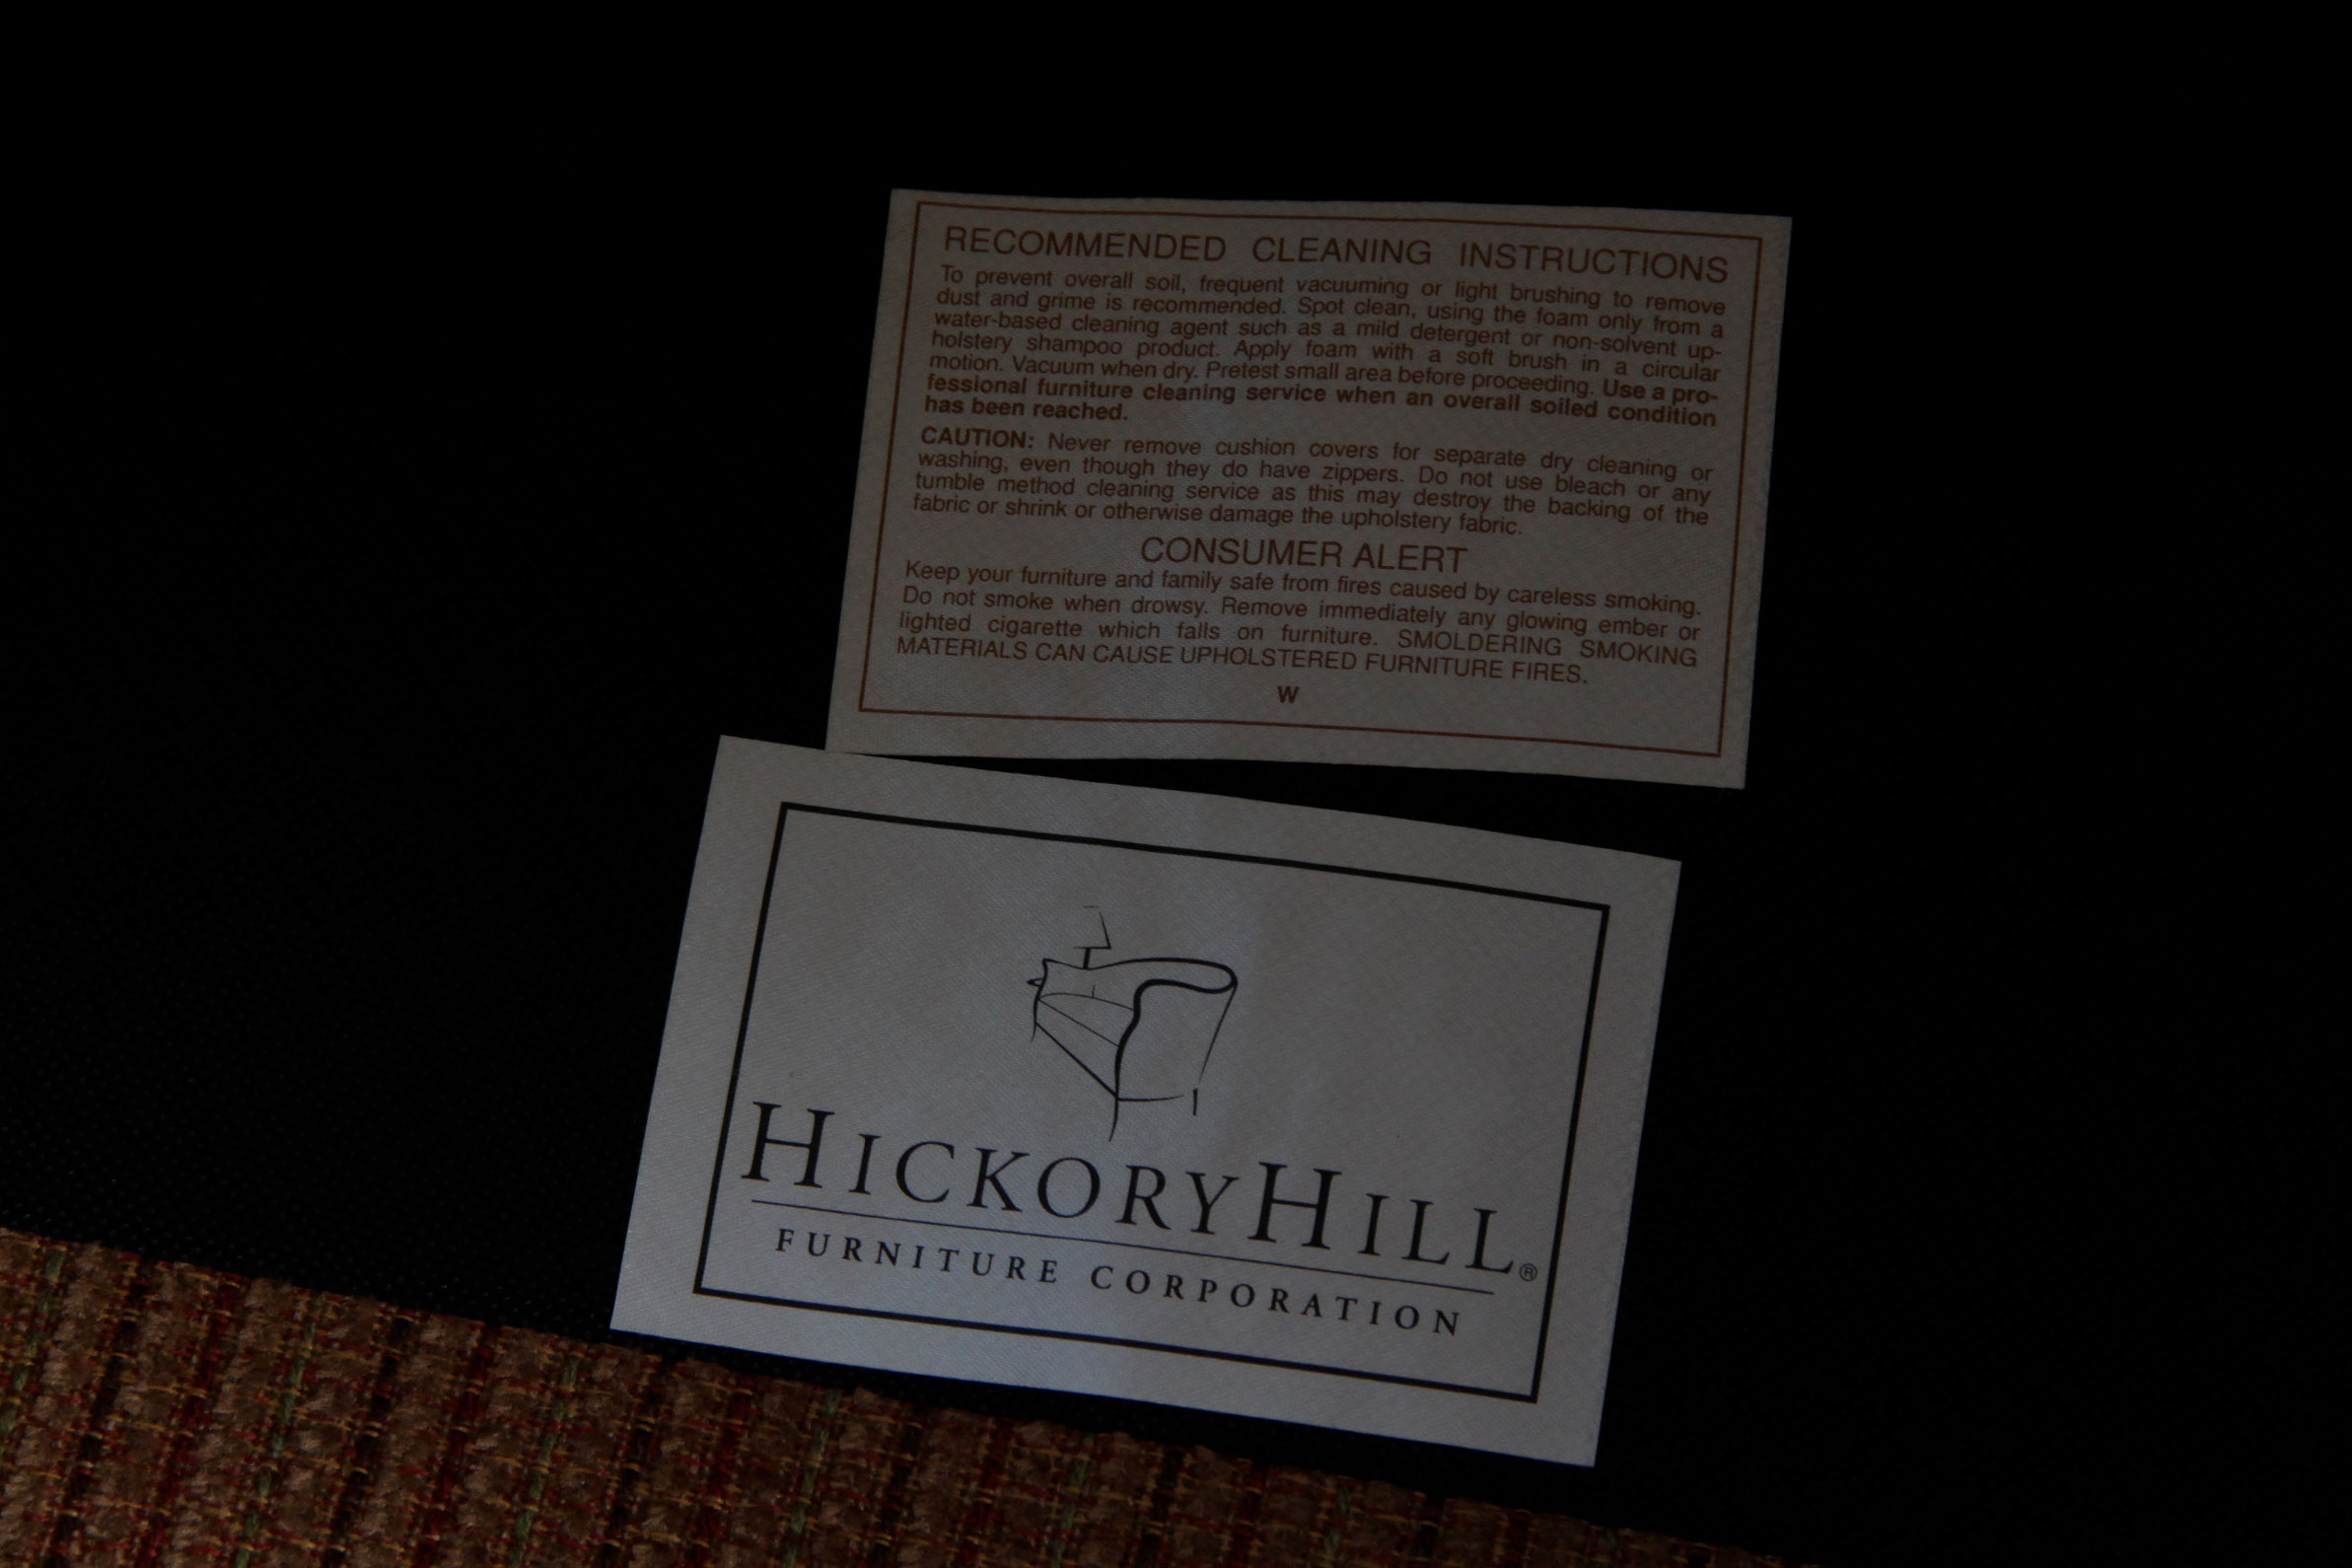 RECOMMENDED CLEANING INSTRUCTIONS
To prevent overall soil, frequent vacuuming or light brushing to remove
dust and grime is recommended. Spot clean, using the foam only from a
water-based cleaning agent such as a mild detergent or non-solvent up-
holstery shampoo product. Apply foam with a soft brush in a circular
motion. Vacuum when dry. Pretest small area before proceeding. Use a pro-
fessional furniture cleaning service when an overall soiled condition
has been reached.
CAUTION: Never remove cushion covers for separate dry cleaning or
washing, even though they do have zippers. Do not use bleach or any
tumble method cleaning service as this may destroy the backing of the
fabric or shrink or otherwise damage the upholstery fabric.
CONSUMER ALERT
Keep your furniture and family safe from fires caused by careless smoking.
Do not smoke when drowsy. Remove immediately any glowing ember or
lighted cigarette which falls on furniture. SMOLDERING SMOKING
MATERIALS CAN CAUSE UPHOLSTERED FURNITURE FIRES.
W
HICKORYHILL®
FURNITURE CORPORATION